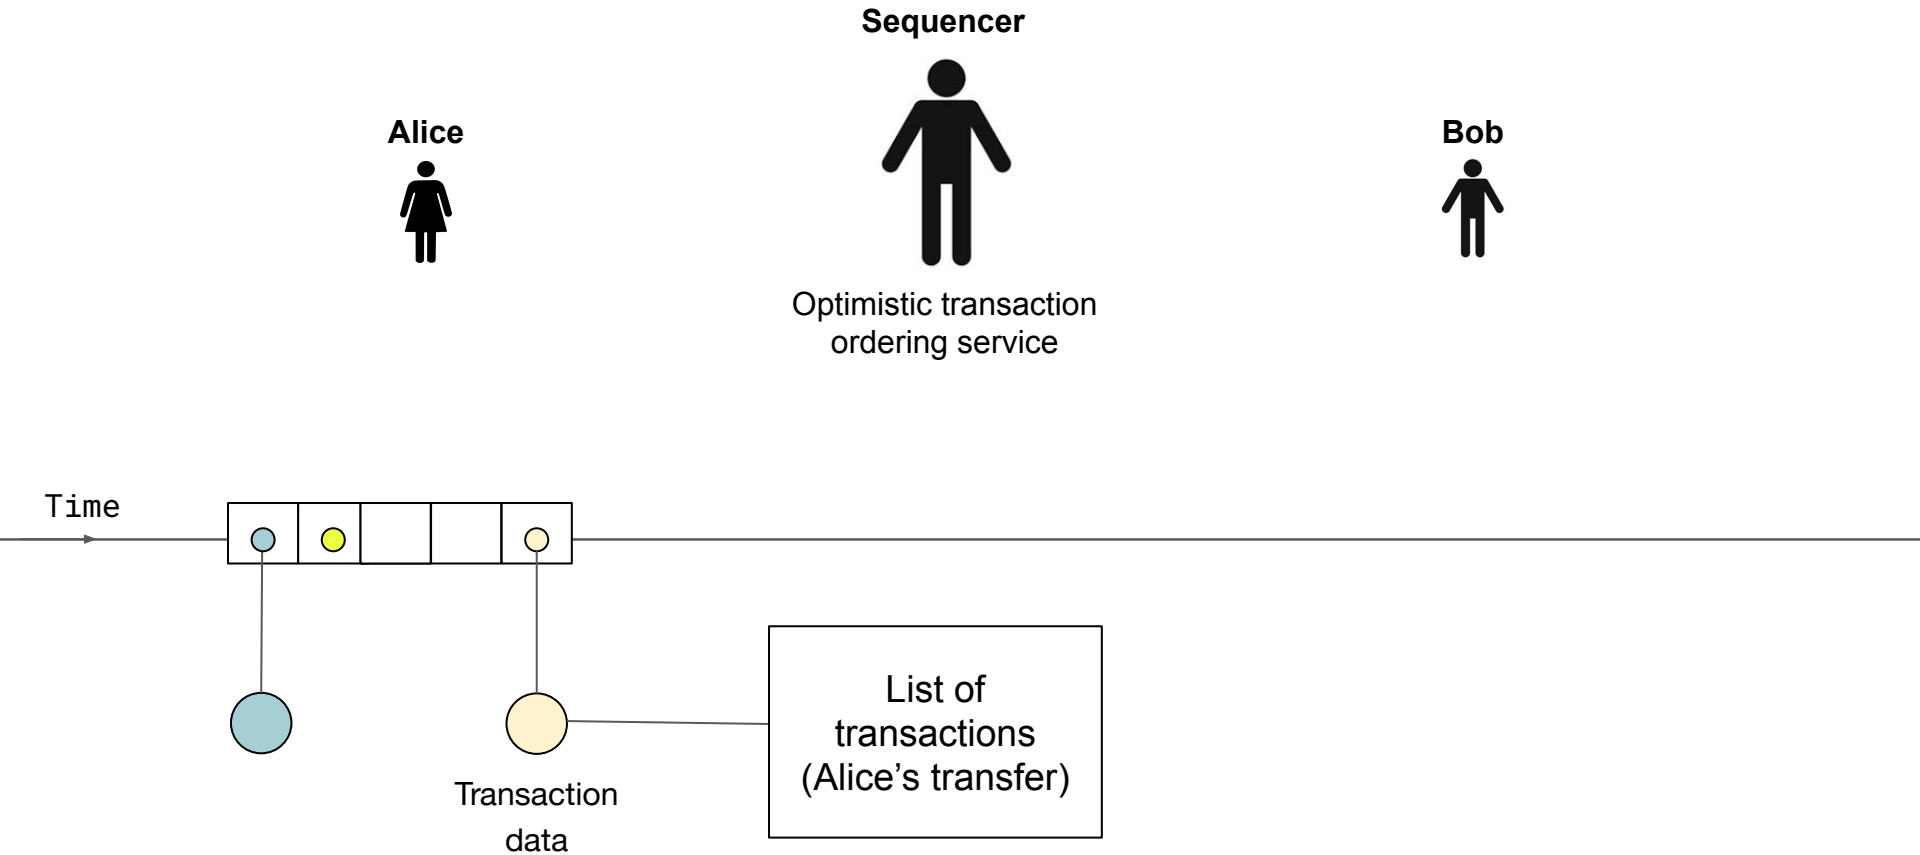 Sequencer
Alice
Bob
Optimistic transaction
ordering service
Time
List of
transactions
(Alice’s transfer)
Transaction
data